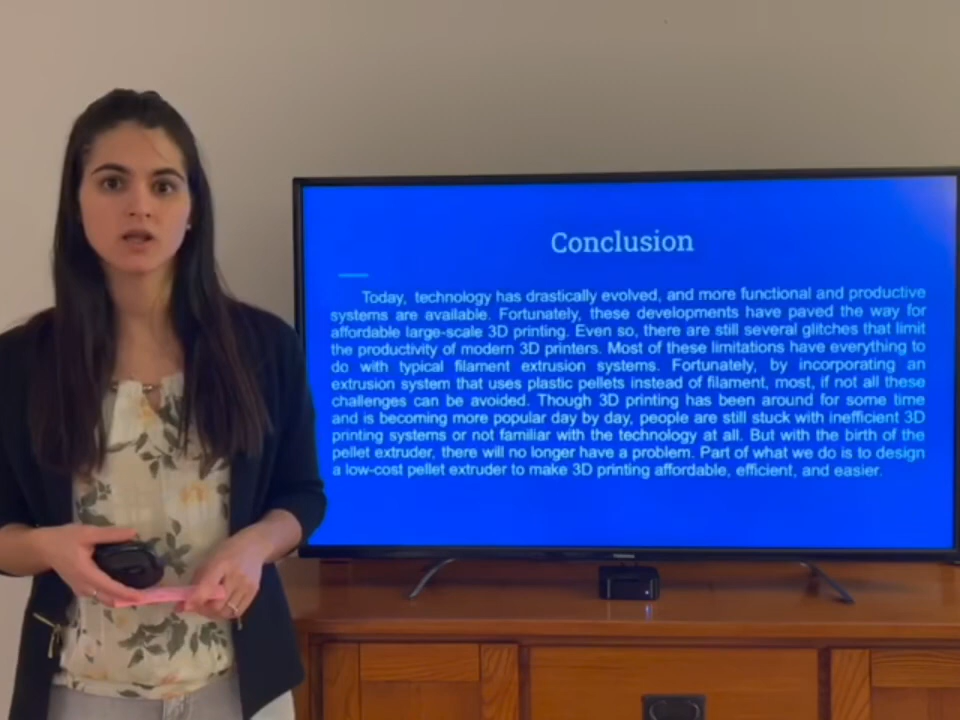 Conclusion
Today, technology has drastically evolved, and more functional and productive
systems are available. Fortunately, these developments have paved the way for
affordable large-scale 3D printing. Even so, there are still several glitches that limit
the productivity of modern 3D printers. Most of these limitations have everything to
do with typical filament extrusion systems. Fortunately, by incorporating an
extrusion system that uses plastic pellets instead of filament, most, if not all these
challenges can be avoided. Though 3D printing has been around for some time
and is becoming more popular day by day, people are still stuck with inefficient 3D
printing systems or not familiar with the technology at all. But with the birth of the
pellet extruder, there will no longer have a problem. Part of what we do is to design
a low-cost pellet extruder to make 3D printing affordable, efficient, and easier.